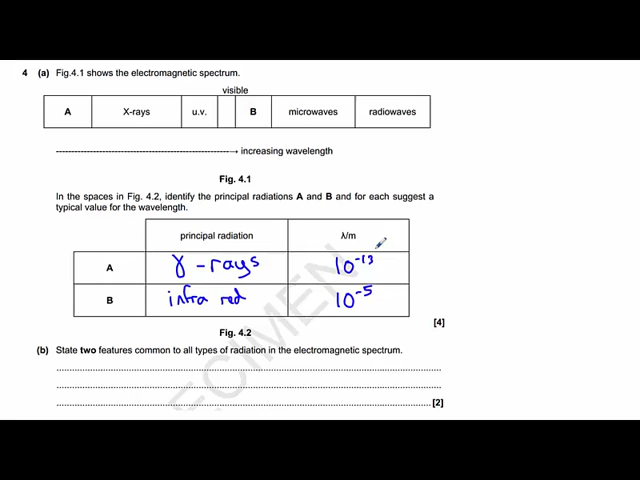 4 (a) Fig.4.1 shows the electromagnetic spectrum.
visible
A X-rays u.v. B microwaves radiowaves
increasing wavelength
Fig. 4.1
In the spaces in Fig. 4.2, identify the principal radiations A and B and for each suggest a
typical value for the wavelength.
principal radiation λ/m
A γ-rays 10⁻¹³
B infra red 10⁻⁵
[4]
Fig. 4.2
(b) State two features common to all types of radiation in the electromagnetic spectrum.
[2]
SPECIMEN